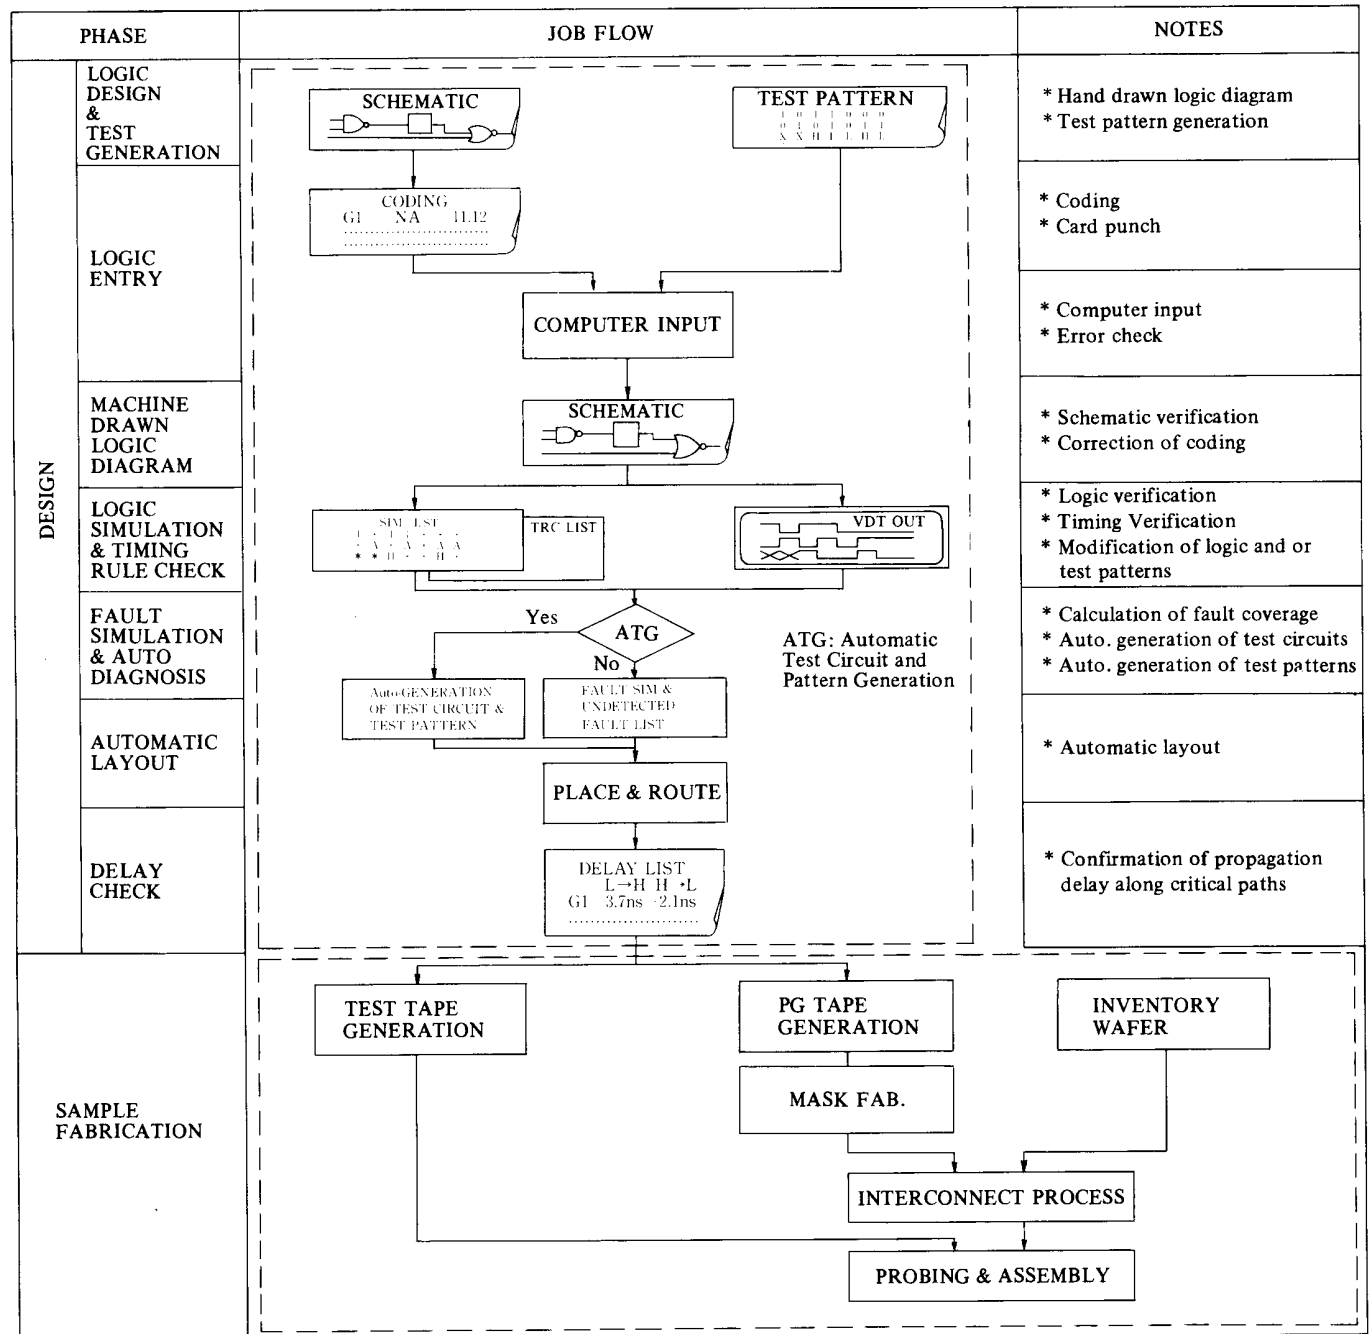 PHASE
JOB FLOW
NOTES
DESIGN
LOGIC
DESIGN
&
TEST
GENERATION
SCHEMATIC
TEST PATTERN
* Hand drawn logic diagram
* Test pattern generation
LOGIC
ENTRY
CODING
G1 NA 11.12
COMPUTER INPUT
* Coding
* Card punch
* Computer input
* Error check
MACHINE
DRAWN
LOGIC
DIAGRAM
SCHEMATIC
* Schematic verification
* Correction of coding
LOGIC
SIMULATION
& TIMING
RULE CHECK
TRC LIST
VDT OUT
* Logic verification
* Timing Verification
* Modification of logic and or
test patterns
FAULT
SIMULATION
& AUTO
DIAGNOSIS
Yes
ATG
No
ATG: Automatic
Test Circuit and
Pattern Generation
Auto-GENERATION
OF TEST CIRCUIT &
TEST PATTERN
FAULT SIM &
UNDETECTED
FAULT LIST
* Calculation of fault coverage
* Auto. generation of test circuits
* Auto. generation of test patterns
AUTOMATIC
LAYOUT
PLACE & ROUTE
* Automatic layout
DELAY
CHECK
DELAY LIST
L→H H→L
G1 3.7ns -2.1ns
* Confirmation of propagation
delay along critical paths
SAMPLE
FABRICATION
TEST TAPE
GENERATION
PG TAPE
GENERATION
INVENTORY
WAFER
MASK FAB.
INTERCONNECT PROCESS
PROBING & ASSEMBLY